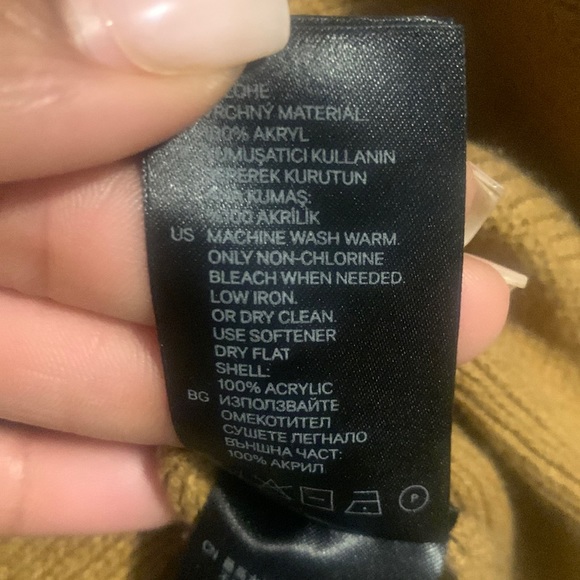 VRCHNÝ MATERIÁL:
100% AKRYL
YUMUŞATICI KULLANIN
SEREREK KURUTUN
KUMAŞ:
%100 AKRİLİK
US MACHINE WASH WARM.
ONLY NON-CHLORINE
BLEACH WHEN NEEDED.
LOW IRON.
OR DRY CLEAN.
USE SOFTENER
DRY FLAT
SHELL:
100% ACRYLIC
BG ИЗПОЛЗВАЙТЕ
ОМЕКОТИТЕЛ
СУШЕТЕ ЛЕГНАЛО
ВЪНШНА ЧАСТ:
100% АКРИЛ
P
CN